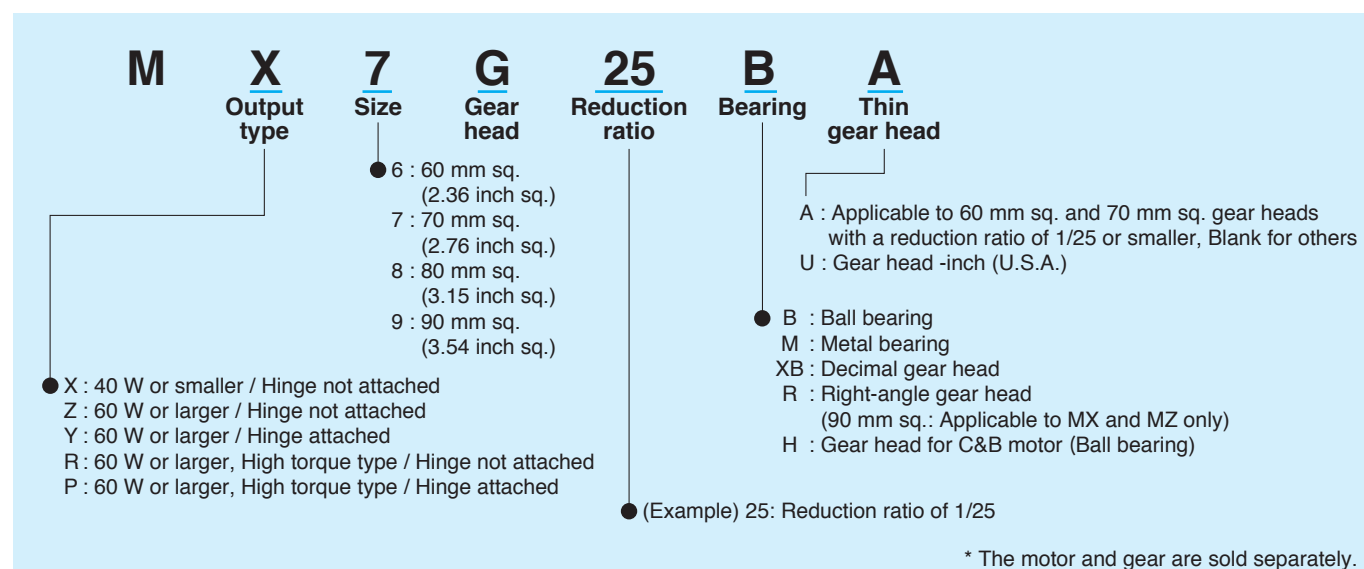 M X 7 G 25 B A
Output type
Size
Gear head
Reduction ratio
Bearing
Thin gear head
6 : 60 mm sq.
(2.36 inch sq.)
7 : 70 mm sq.
(2.76 inch sq.)
8 : 80 mm sq.
(3.15 inch sq.)
9 : 90 mm sq.
(3.54 inch sq.)
A : Applicable to 60 mm sq. and 70 mm sq. gear heads
with a reduction ratio of 1/25 or smaller, Blank for others
U : Gear head -inch (U.S.A.)
B : Ball bearing
M : Metal bearing
XB : Decimal gear head
R : Right-angle gear head
(90 mm sq.: Applicable to MX and MZ only)
H : Gear head for C&B motor (Ball bearing)
X : 40 W or smaller / Hinge not attached
Z : 60 W or larger / Hinge not attached
Y : 60 W or larger / Hinge attached
R : 60 W or larger, High torque type / Hinge not attached
P : 60 W or larger, High torque type / Hinge attached
(Example) 25: Reduction ratio of 1/25
* The motor and gear are sold separately.